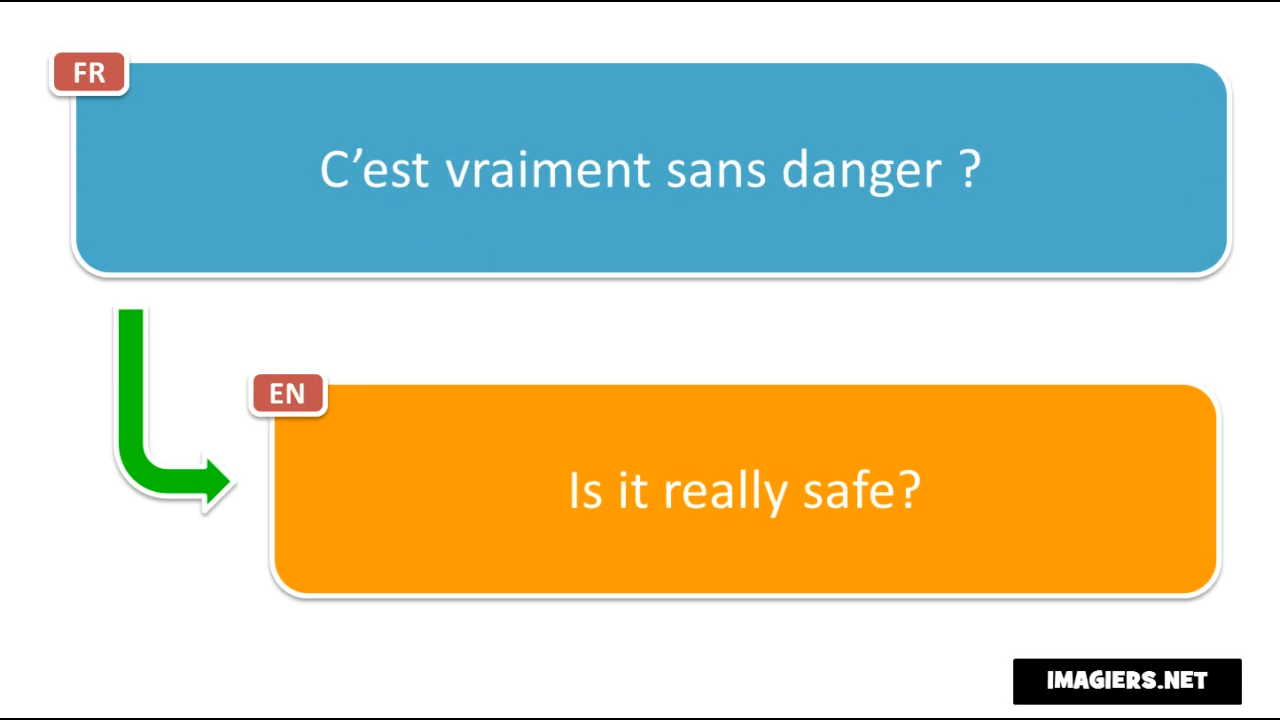 FR
C’est vraiment sans danger ?
EN
Is it really safe?
IMAGIERS.NET